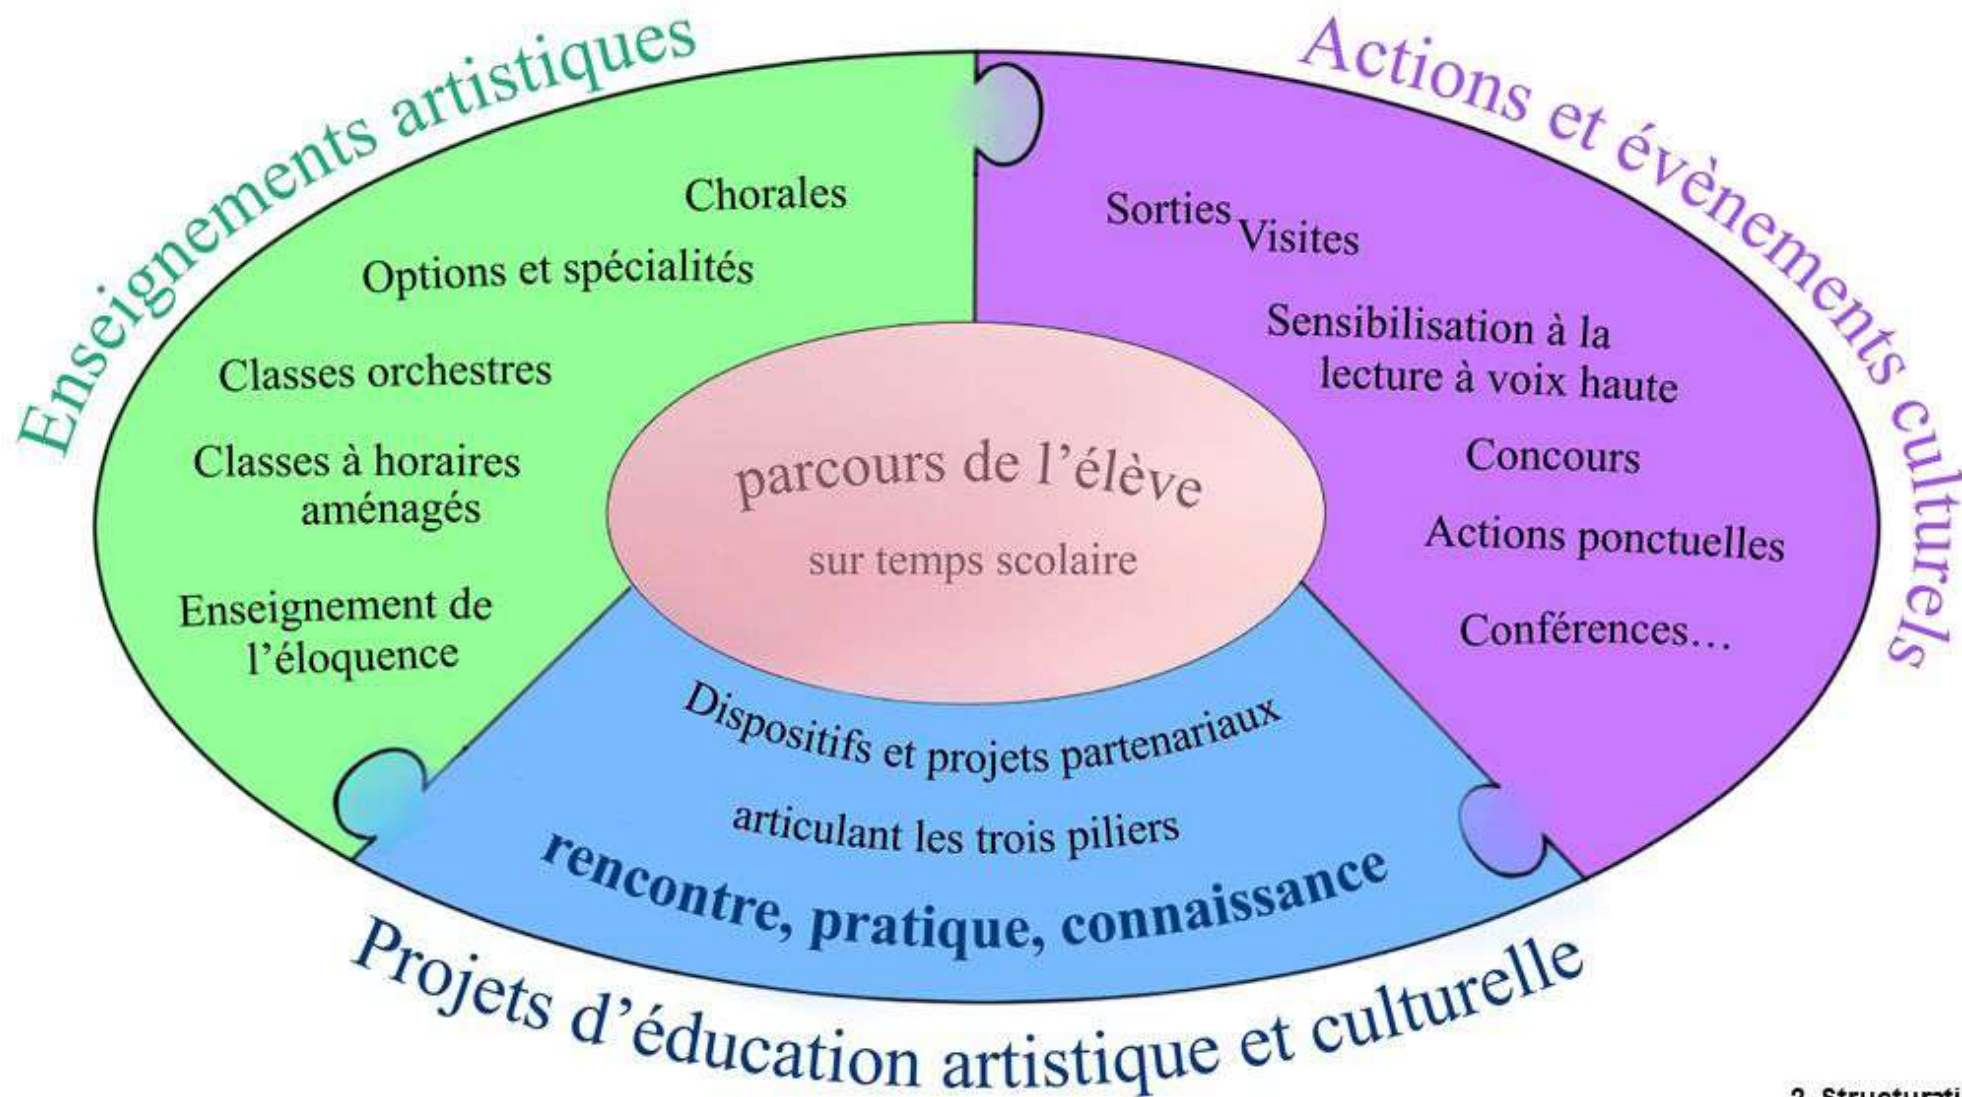 Enseignements artistiques
Chorales
Options et spécialités
Classes orchestres
Classes à horaires
aménagés
Enseignement de
l’éloquence
Actions et évènements culturels
Sorties
Visites
Sensibilisation à la
lecture à voix haute
Concours
Actions ponctuelles
Conférences…
parcours de l’élève
sur temps scolaire
Dispositifs et projets partenariaux
articulant les trois piliers
rencontre, pratique, connaissance
Projets d’éducation artistique et culturelle